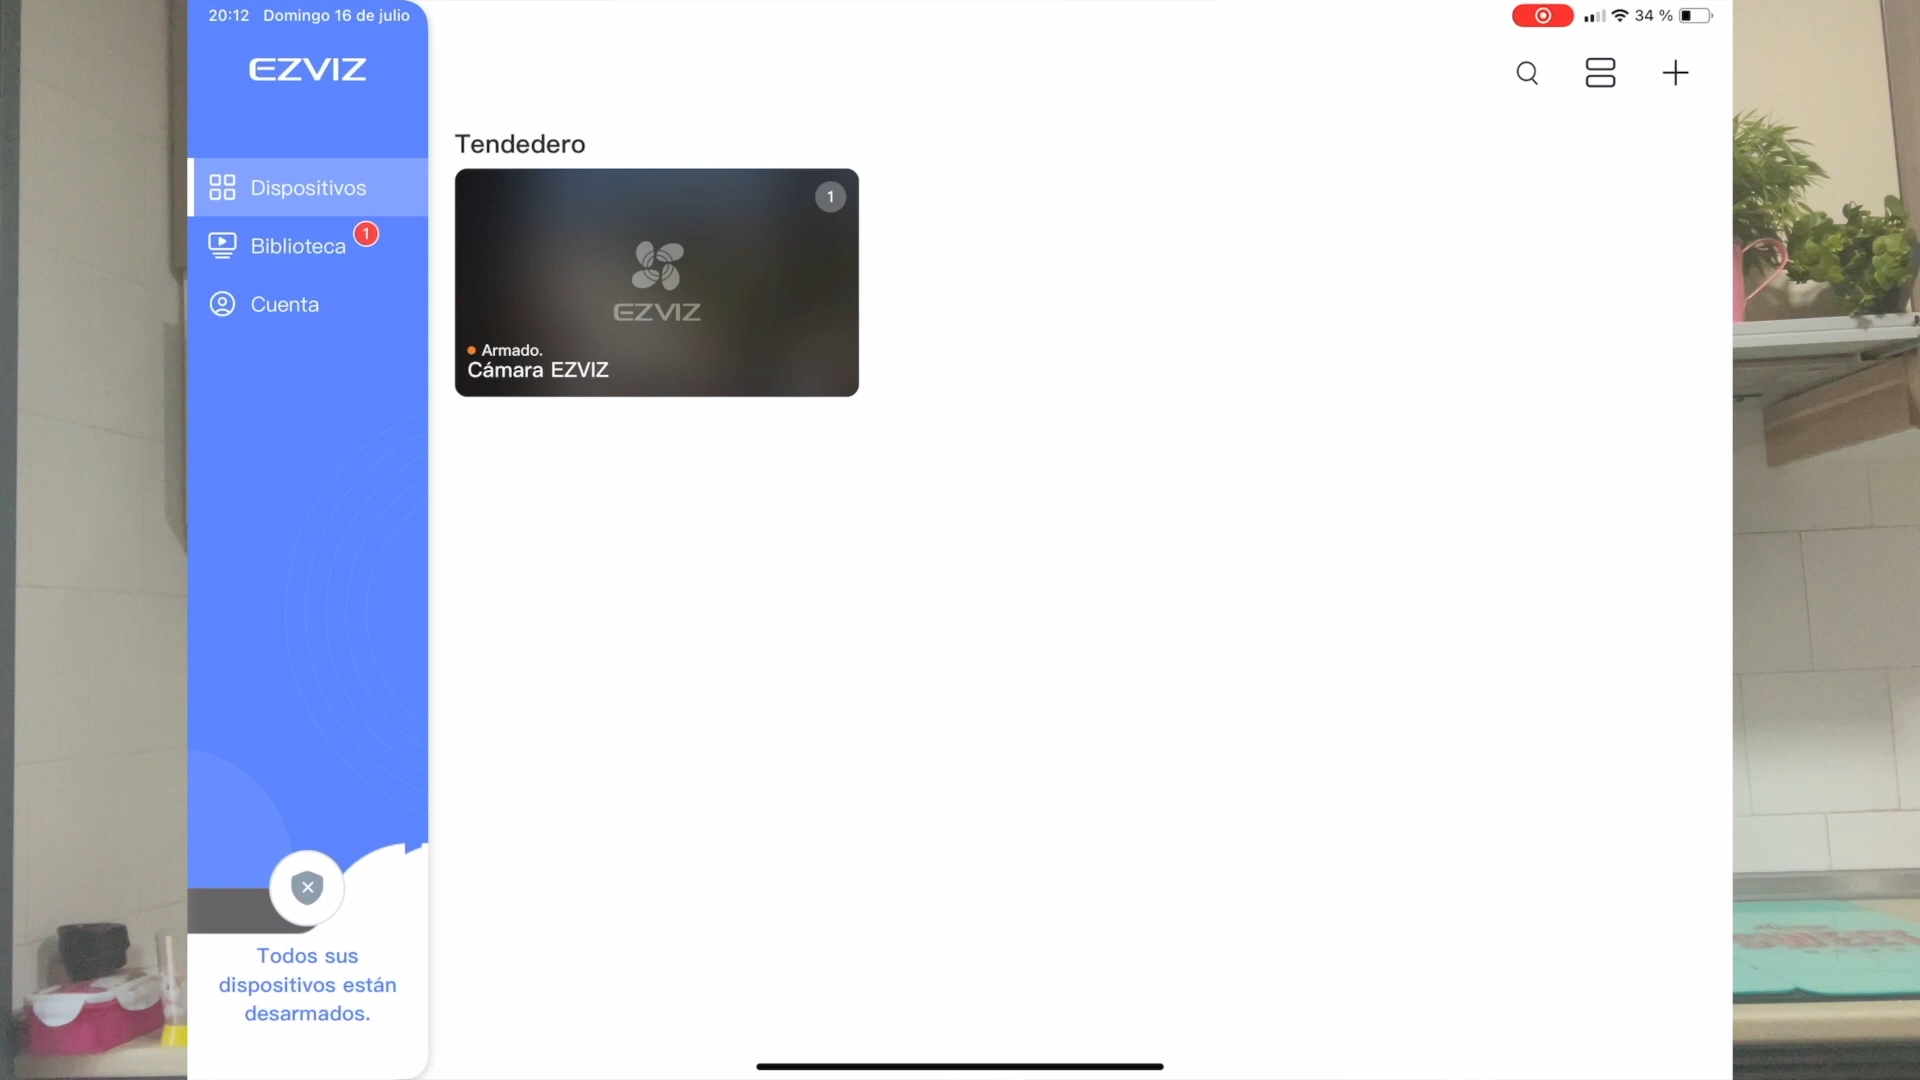 20:12 Domingo 16 de julio
34 %
EZVIZ
Dispositivos
Biblioteca
1
Cuenta
Tendedero
1
EZVIZ
Armado.
Cámara EZVIZ
Todos sus
dispositivos están
desarmados.